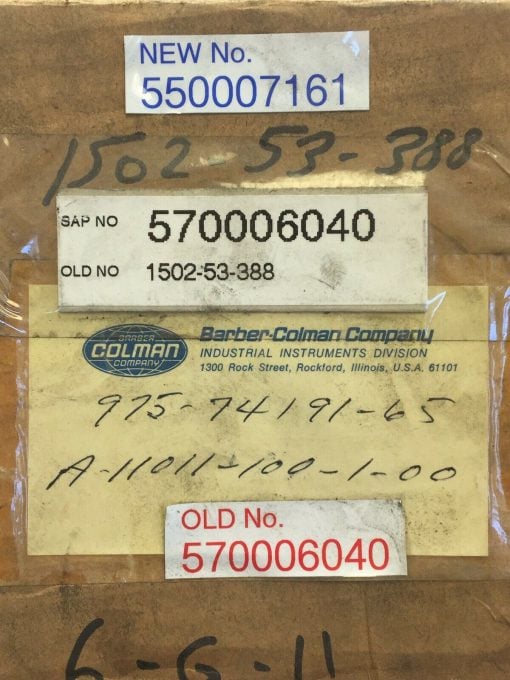 NEW No.
550007161
1502-53-388
SAP NO 570006040
OLD NO 1502-53-388
BARBER
COLMAN
COMPANY
Barber-Colman Company
INDUSTRIAL INSTRUMENTS DIVISION
1300 Rock Street, Rockford, Illinois, U.S.A. 61101
975-74191-65
A-11011-100-1-00
OLD No.
570006040
6-G-11